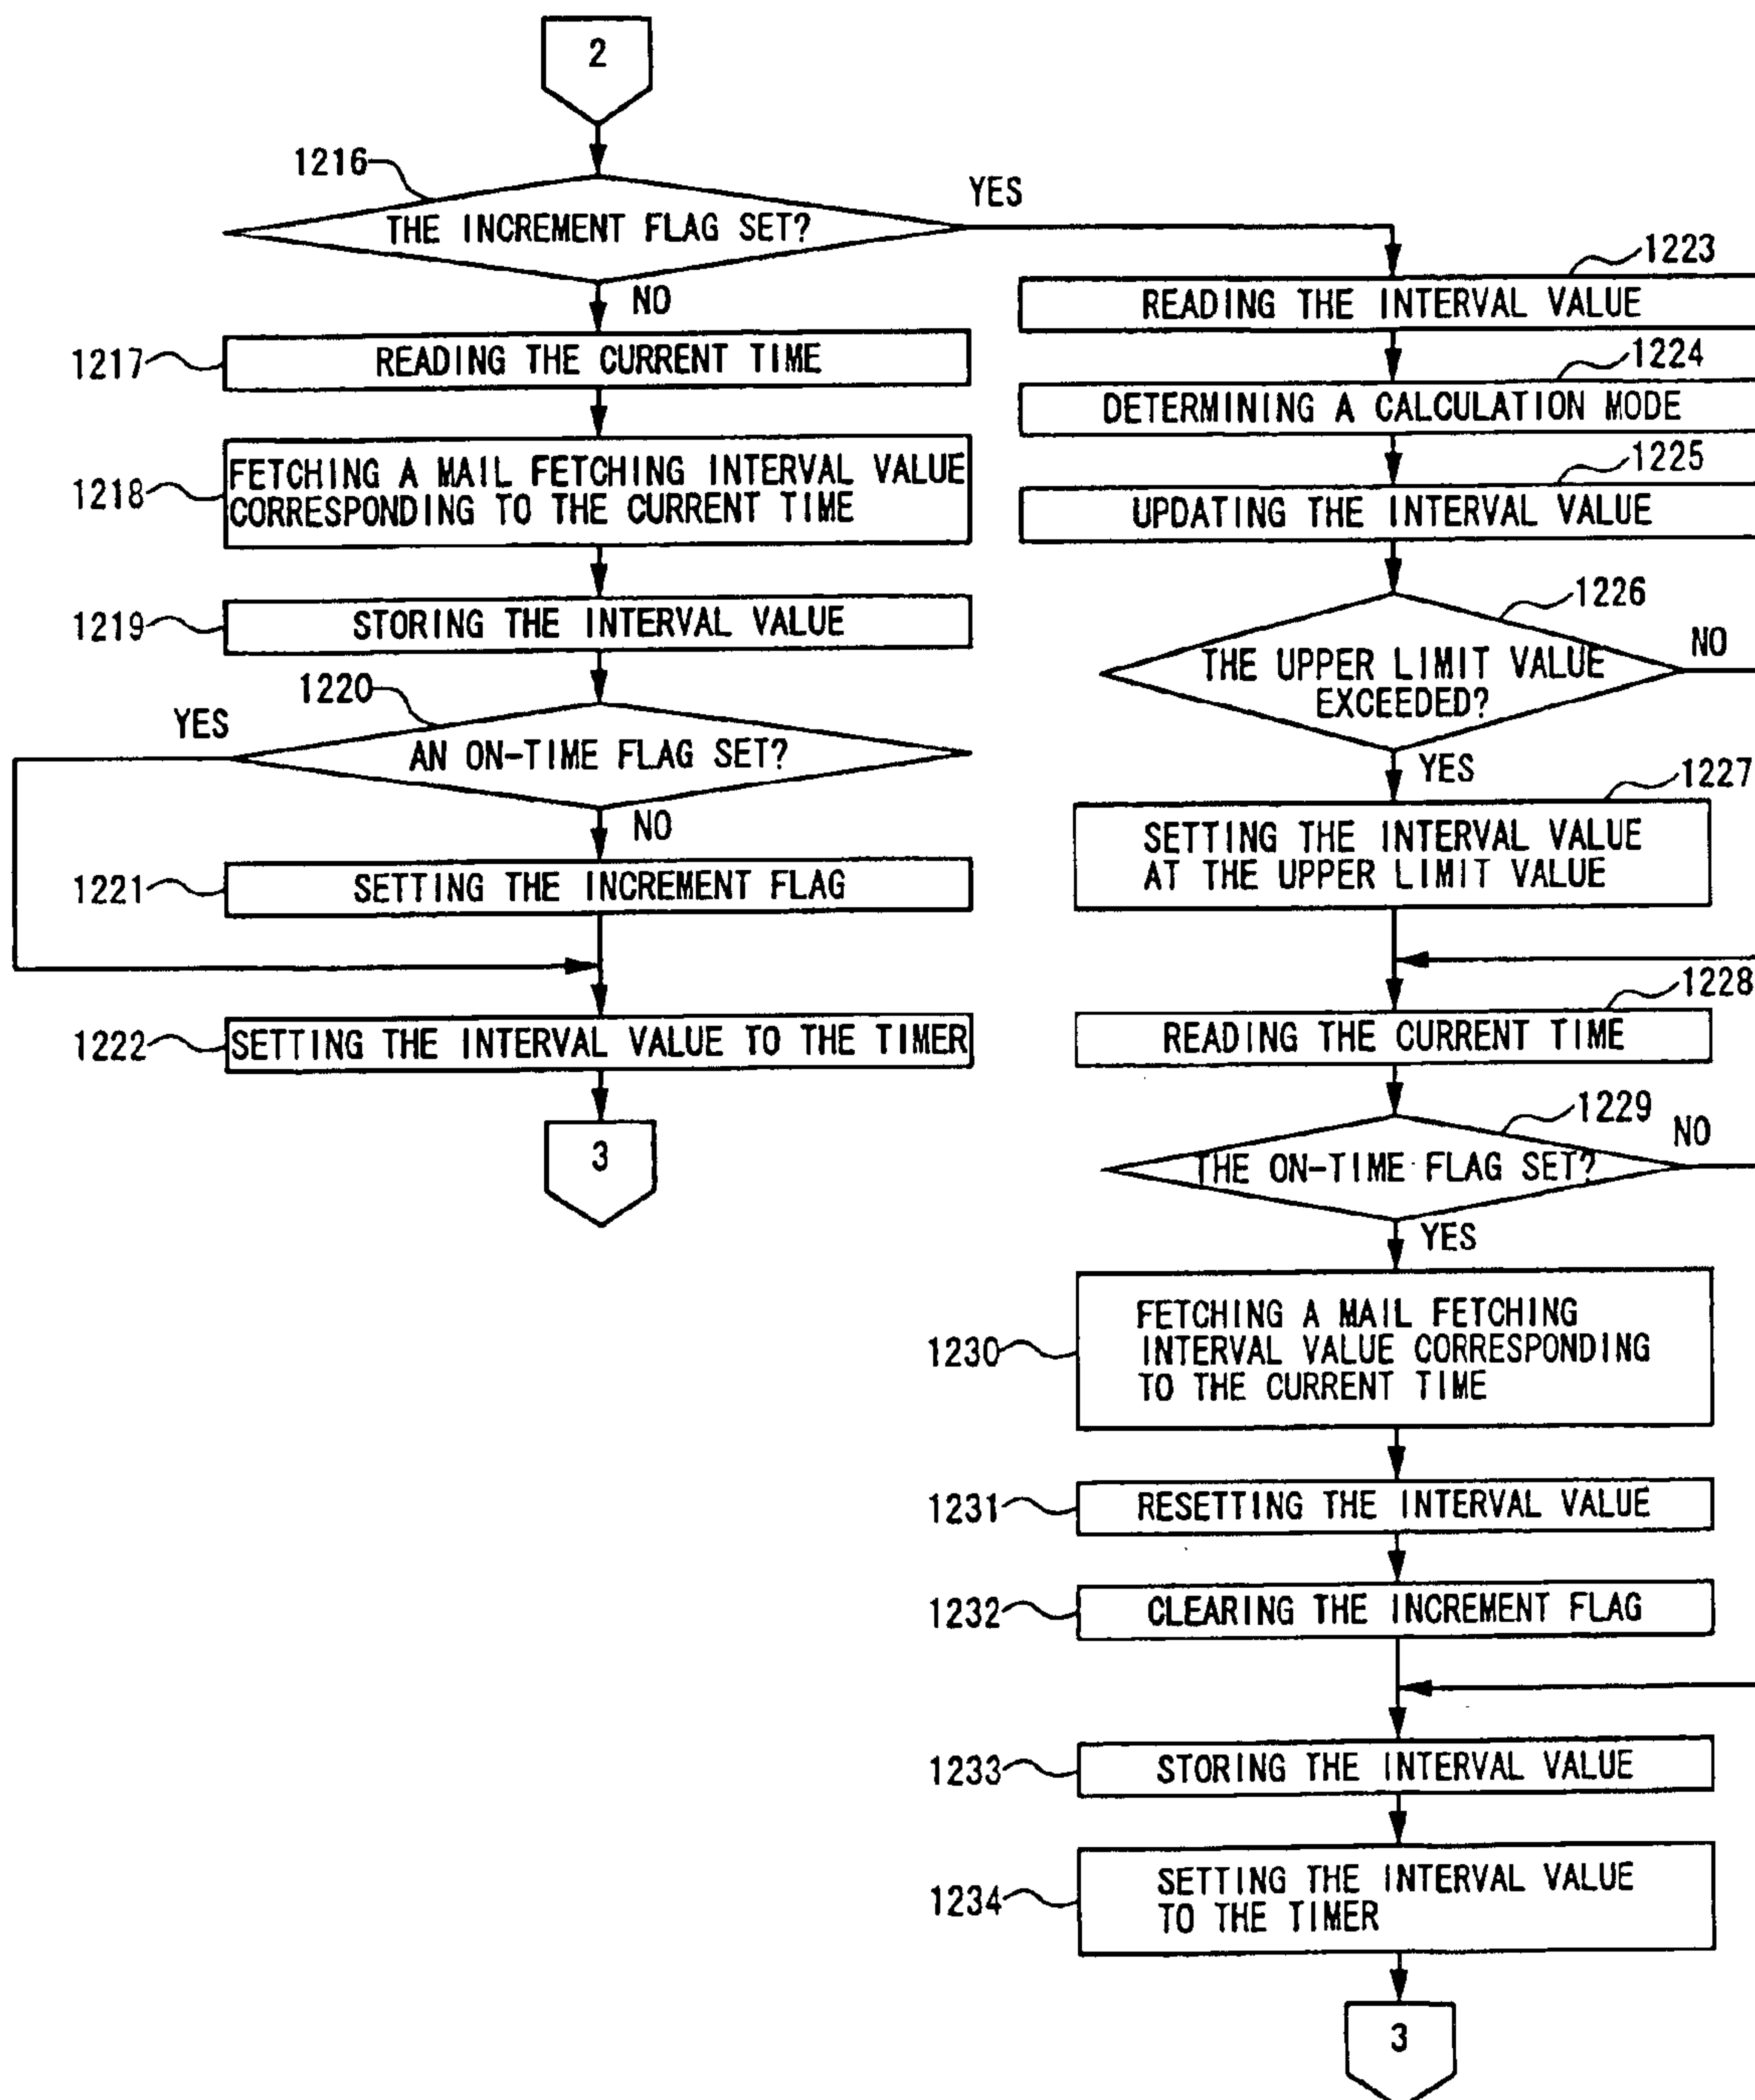 2
1216
THE INCREMENT FLAG SET?
YES
NO
1217
READING THE CURRENT TIME
1218
FETCHING A MAIL FETCHING INTERVAL VALUE
CORRESPONDING TO THE CURRENT TIME
1219
STORING THE INTERVAL VALUE
1220
YES
AN ON-TIME FLAG SET?
NO
1221
SETTING THE INCREMENT FLAG
1222
SETTING THE INTERVAL VALUE TO THE TIMER
3
1223
READING THE INTERVAL VALUE
1224
DETERMINING A CALCULATION MODE
1225
UPDATING THE INTERVAL VALUE
1226
NO
THE UPPER LIMIT VALUE
EXCEEDED?
YES
1227
SETTING THE INTERVAL VALUE
AT THE UPPER LIMIT VALUE
1228
READING THE CURRENT TIME
1229
NO
THE ON-TIME FLAG SET?
YES
1230
FETCHING A MAIL FETCHING
INTERVAL VALUE CORRESPONDING
TO THE CURRENT TIME
1231
RESETTING THE INTERVAL VALUE
1232
CLEARING THE INCREMENT FLAG
1233
STORING THE INTERVAL VALUE
1234
SETTING THE INTERVAL VALUE
TO THE TIMER
3